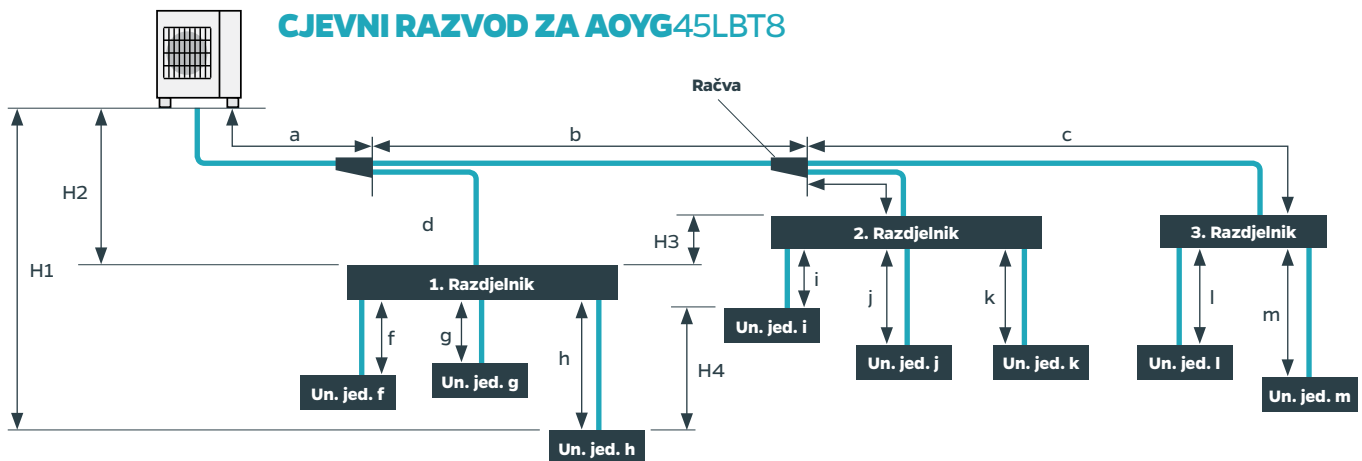 CJEVNI RAZVOD ZA AOYG45LBT8
Račva
a
b
c
H2
d
H3
2. Razdjelnik
3. Razdjelnik
H1
1. Razdjelnik
i
j
k
l
m
f
g
h
Un. jed. i
H4
Un. jed. j
Un. jed. k
Un. jed. l
Un. jed. f
Un. jed. g
Un. jed. m
Un. jed. h